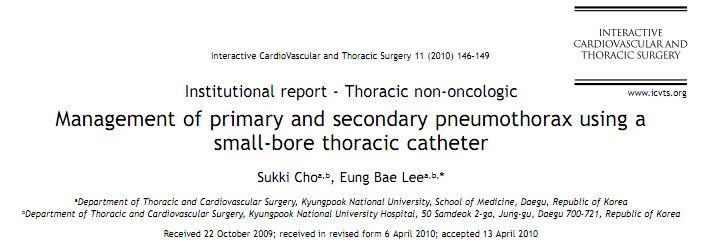 INTERACTIVE
CARDIOVASCULAR AND
THORACIC SURGERY
Interactive CardioVascular and Thoracic Surgery 11 (2010) 146-149
www.icvts.org
Institutional report - Thoracic non-oncologic
Management of primary and secondary pneumothorax using a
small-bore thoracic catheter
Sukki Choa,b, Eung Bae Leea,b,*
aDepartment of Thoracic and Cardiovascular Surgery, Kyungpook National University, School of Medicine, Daegu, Republic of Korea
bDepartment of Thoracic and Cardiovascular Surgery, Kyungpook National University Hospital, 50 Samdeok 2-ga, Jung-gu, Daegu 700-721, Republic of Korea
Received 22 October 2009; received in revised form 6 April 2010; accepted 13 April 2010